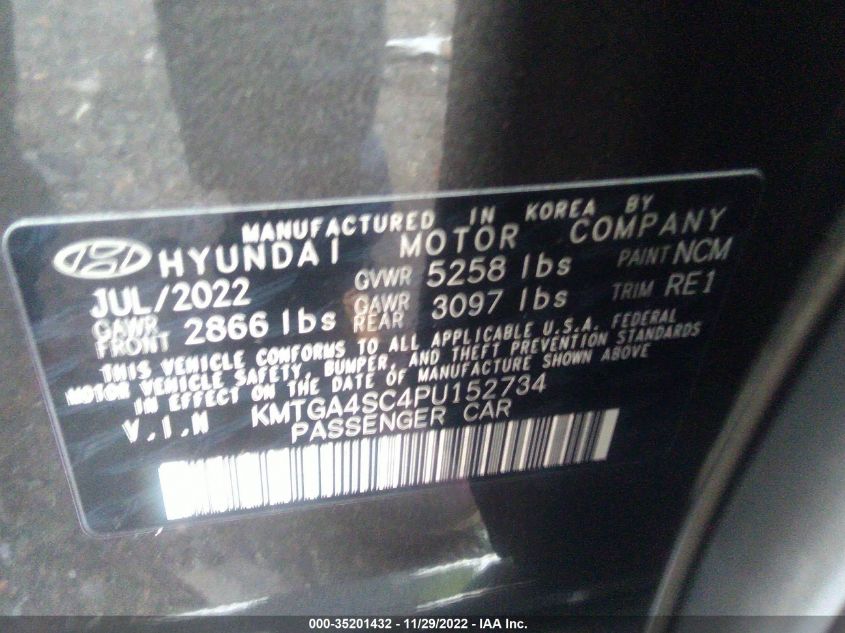 MANUFACTURED IN KOREA BY
HYUNDAI MOTOR COMPANY
JUL/2022 GVWR 5258 lbs PAINT NCM
GAWR FRONT 2866 lbs GAWR REAR 3097 lbs TRIM RE1
THIS VEHICLE CONFORMS TO ALL APPLICABLE U.S.A. FEDERAL
MOTOR VEHICLE SAFETY, BUMPER, AND THEFT PREVENTION STANDARDS
IN EFFECT ON THE DATE OF MANUFACTURE SHOWN ABOVE
V.I.N KMTGA4SC4PU152734
PASSENGER CAR
000-35201432 - 11/29/2022 - IAA Inc.